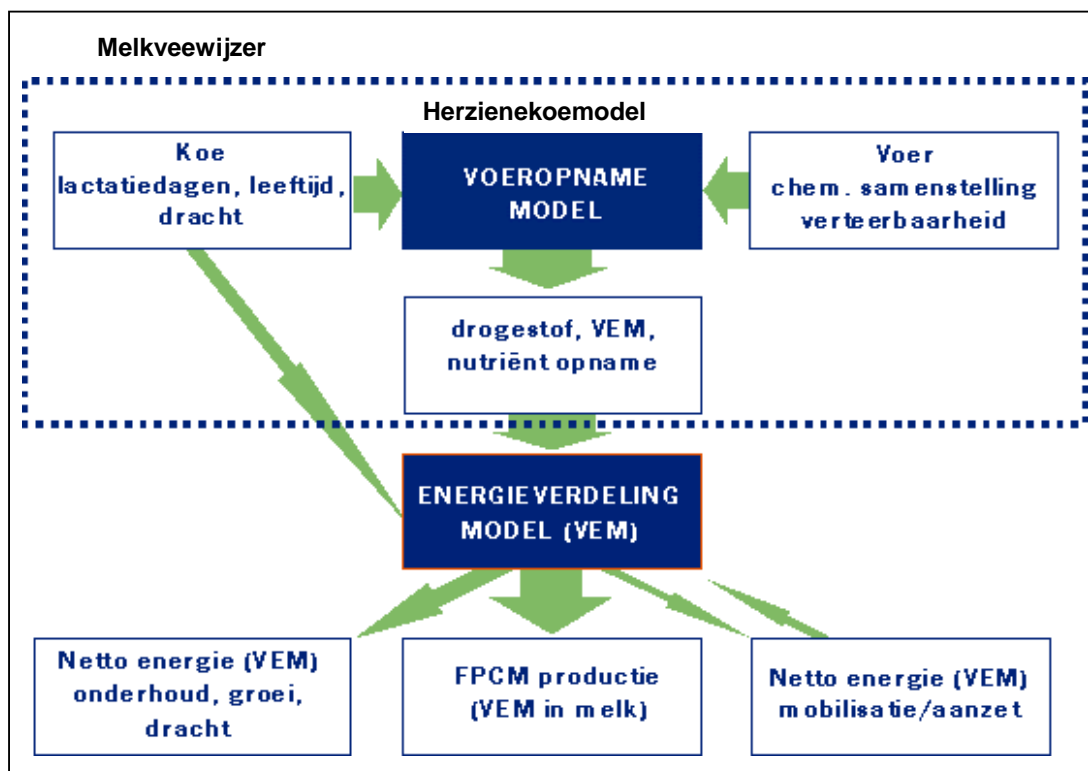 Melkveewijzer
Herzienekoemodel
Koe
lactatiedagen, leeftijd,
dracht
VOEROPNAME
MODEL
Voer
chem. samenstelling
verteerbaarheid
drogestof, VEM,
nutriënt opname
ENERGIEVERDELING
MODEL (VEM)
Netto energie (VEM)
onderhoud, groei,
dracht
FPCM productie
(VEM in melk)
Netto energie (VEM)
mobilisatie/aanzet